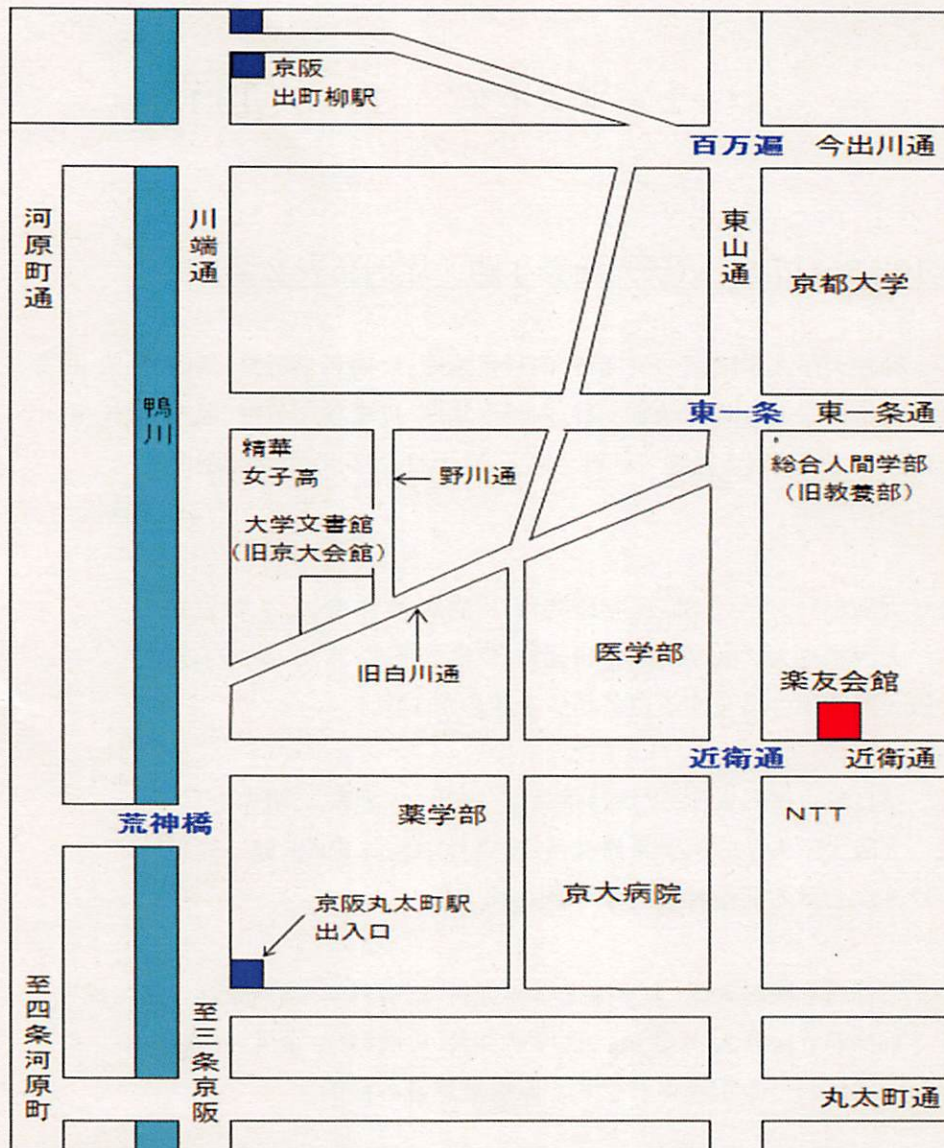 京阪
出町柳駅
百万遍 今出川通
河原町通
川端通
東山通
京都大学
鴨川
東一条 東一条通
精華
女子高
野川通
総合人間学部
(旧教養部)
大学文書館
(旧京大会館)
医学部
旧白川通
楽友会館
近衛通 近衛通
荒神橋
薬学部
NTT
京大病院
京阪丸太町駅
出入口
至四条河原町
至三条京阪
丸太町通